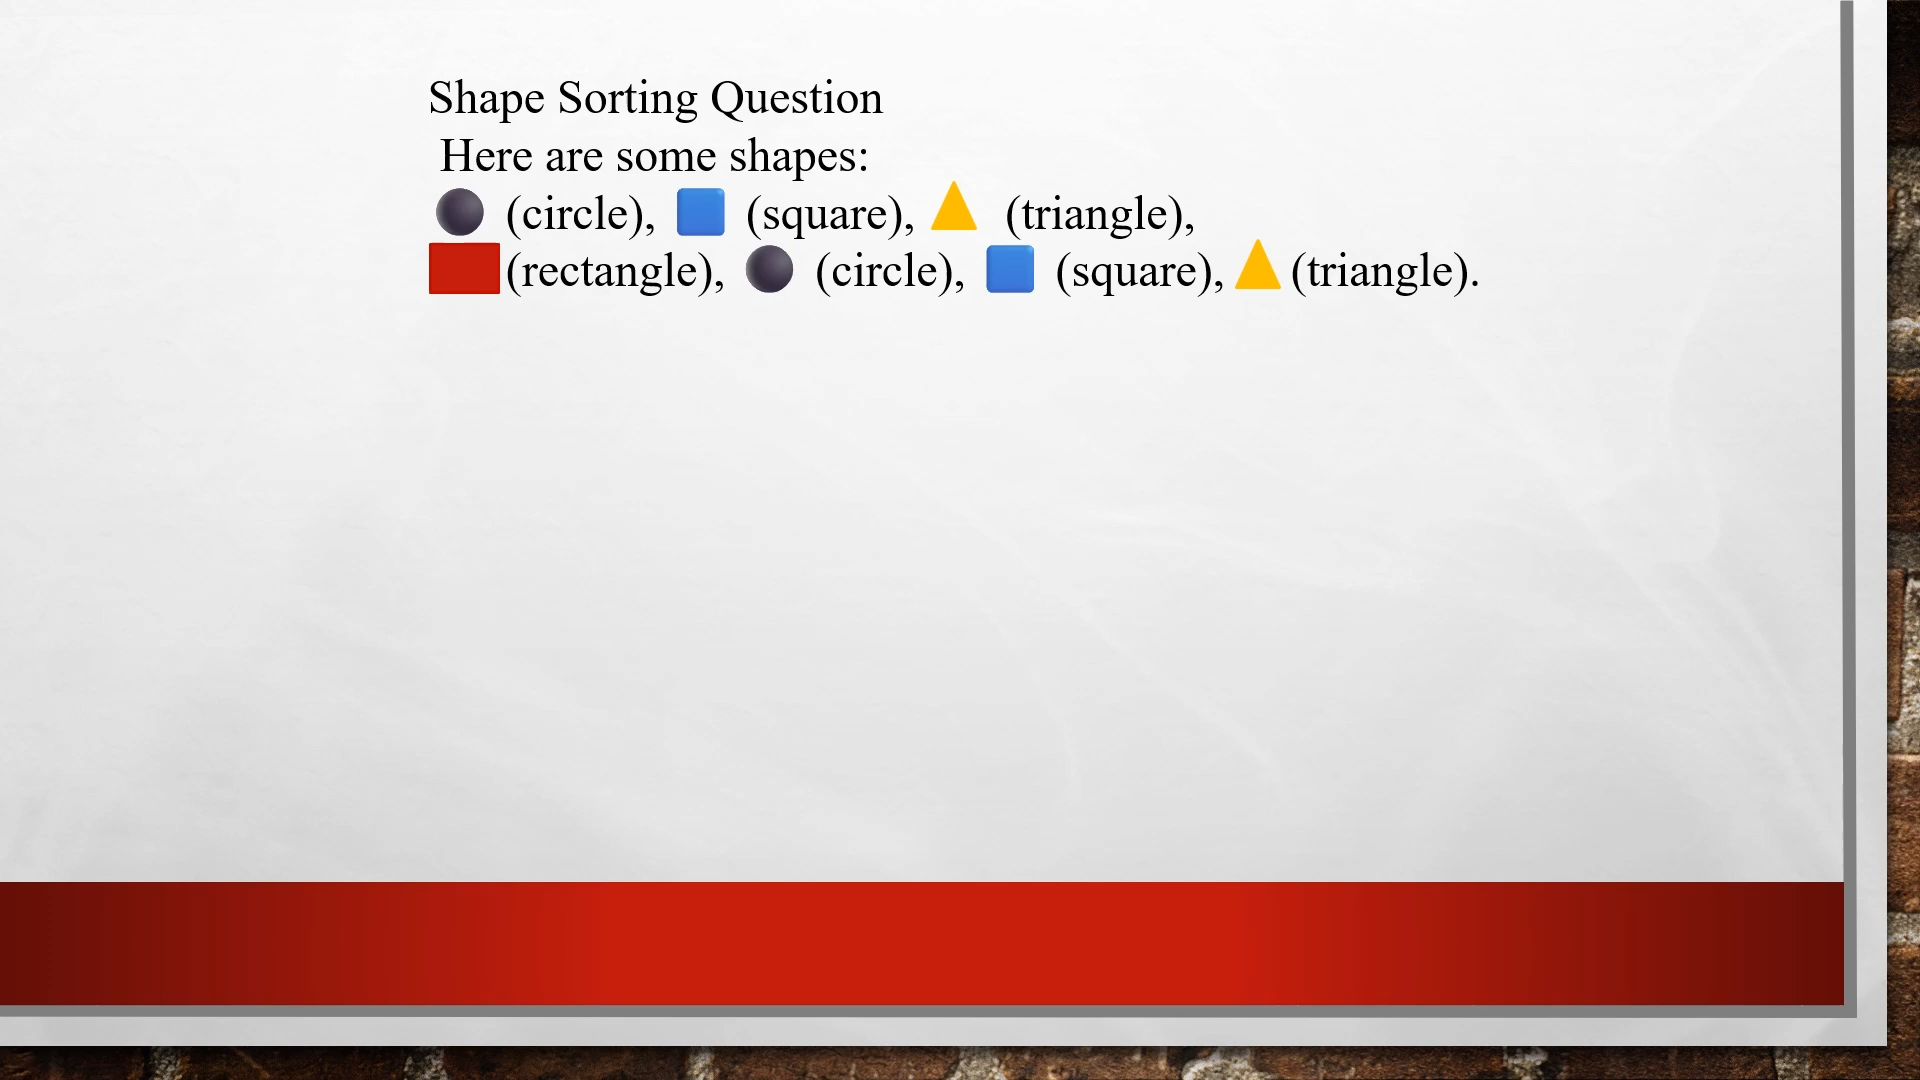 Shape Sorting Question
Here are some shapes:
(circle), (square), (triangle),
(rectangle), (circle), (square), (triangle).